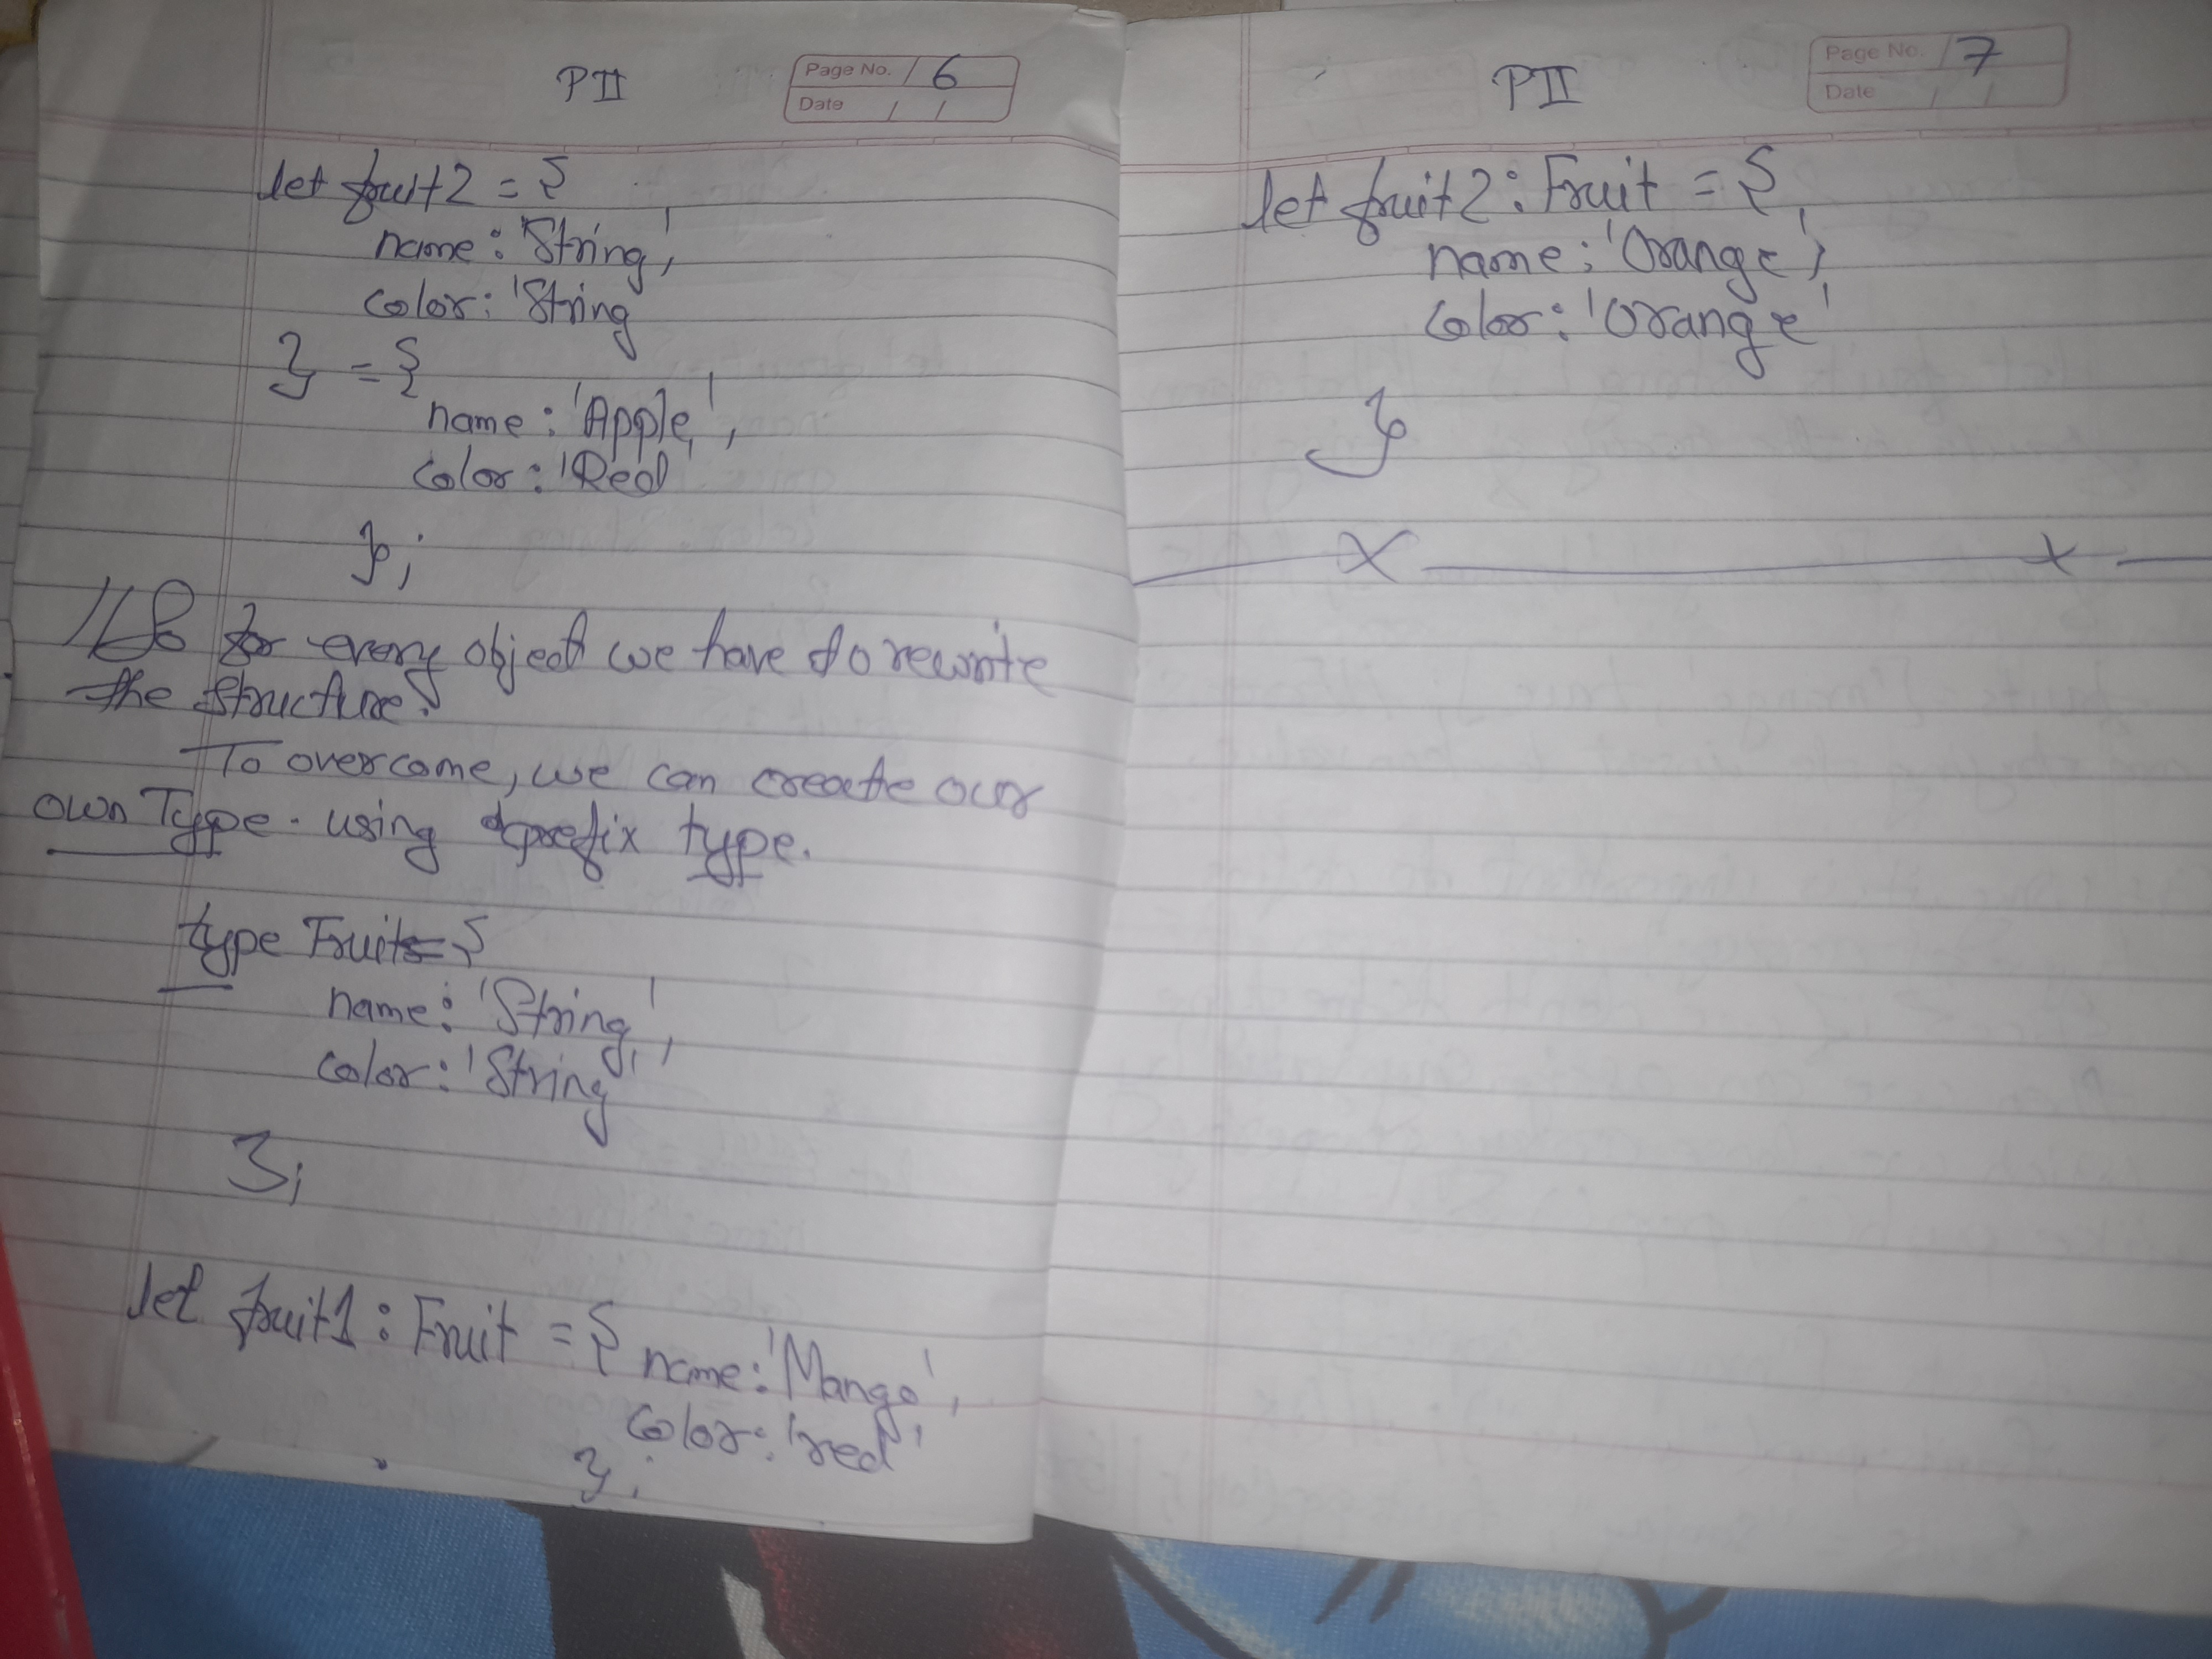 PII
Page No. 6
Date / /
let fruit2 = {
name: 'String',
color: 'String
} = {
name: 'Apple',
color: 'Red'
};
//So for every object we have to rewrite
the structure.
To overcome, we can create our
own Type. using prefix type.
type Fruit = {
name: 'String',
color: 'String'
};
let fruit1: Fruit = { name: 'Mango',
color: 'red'
};
PII
Page No. 7
Date / /
let fruit2: Fruit = {
name: 'Orange',
color: 'Orange'
}
x x